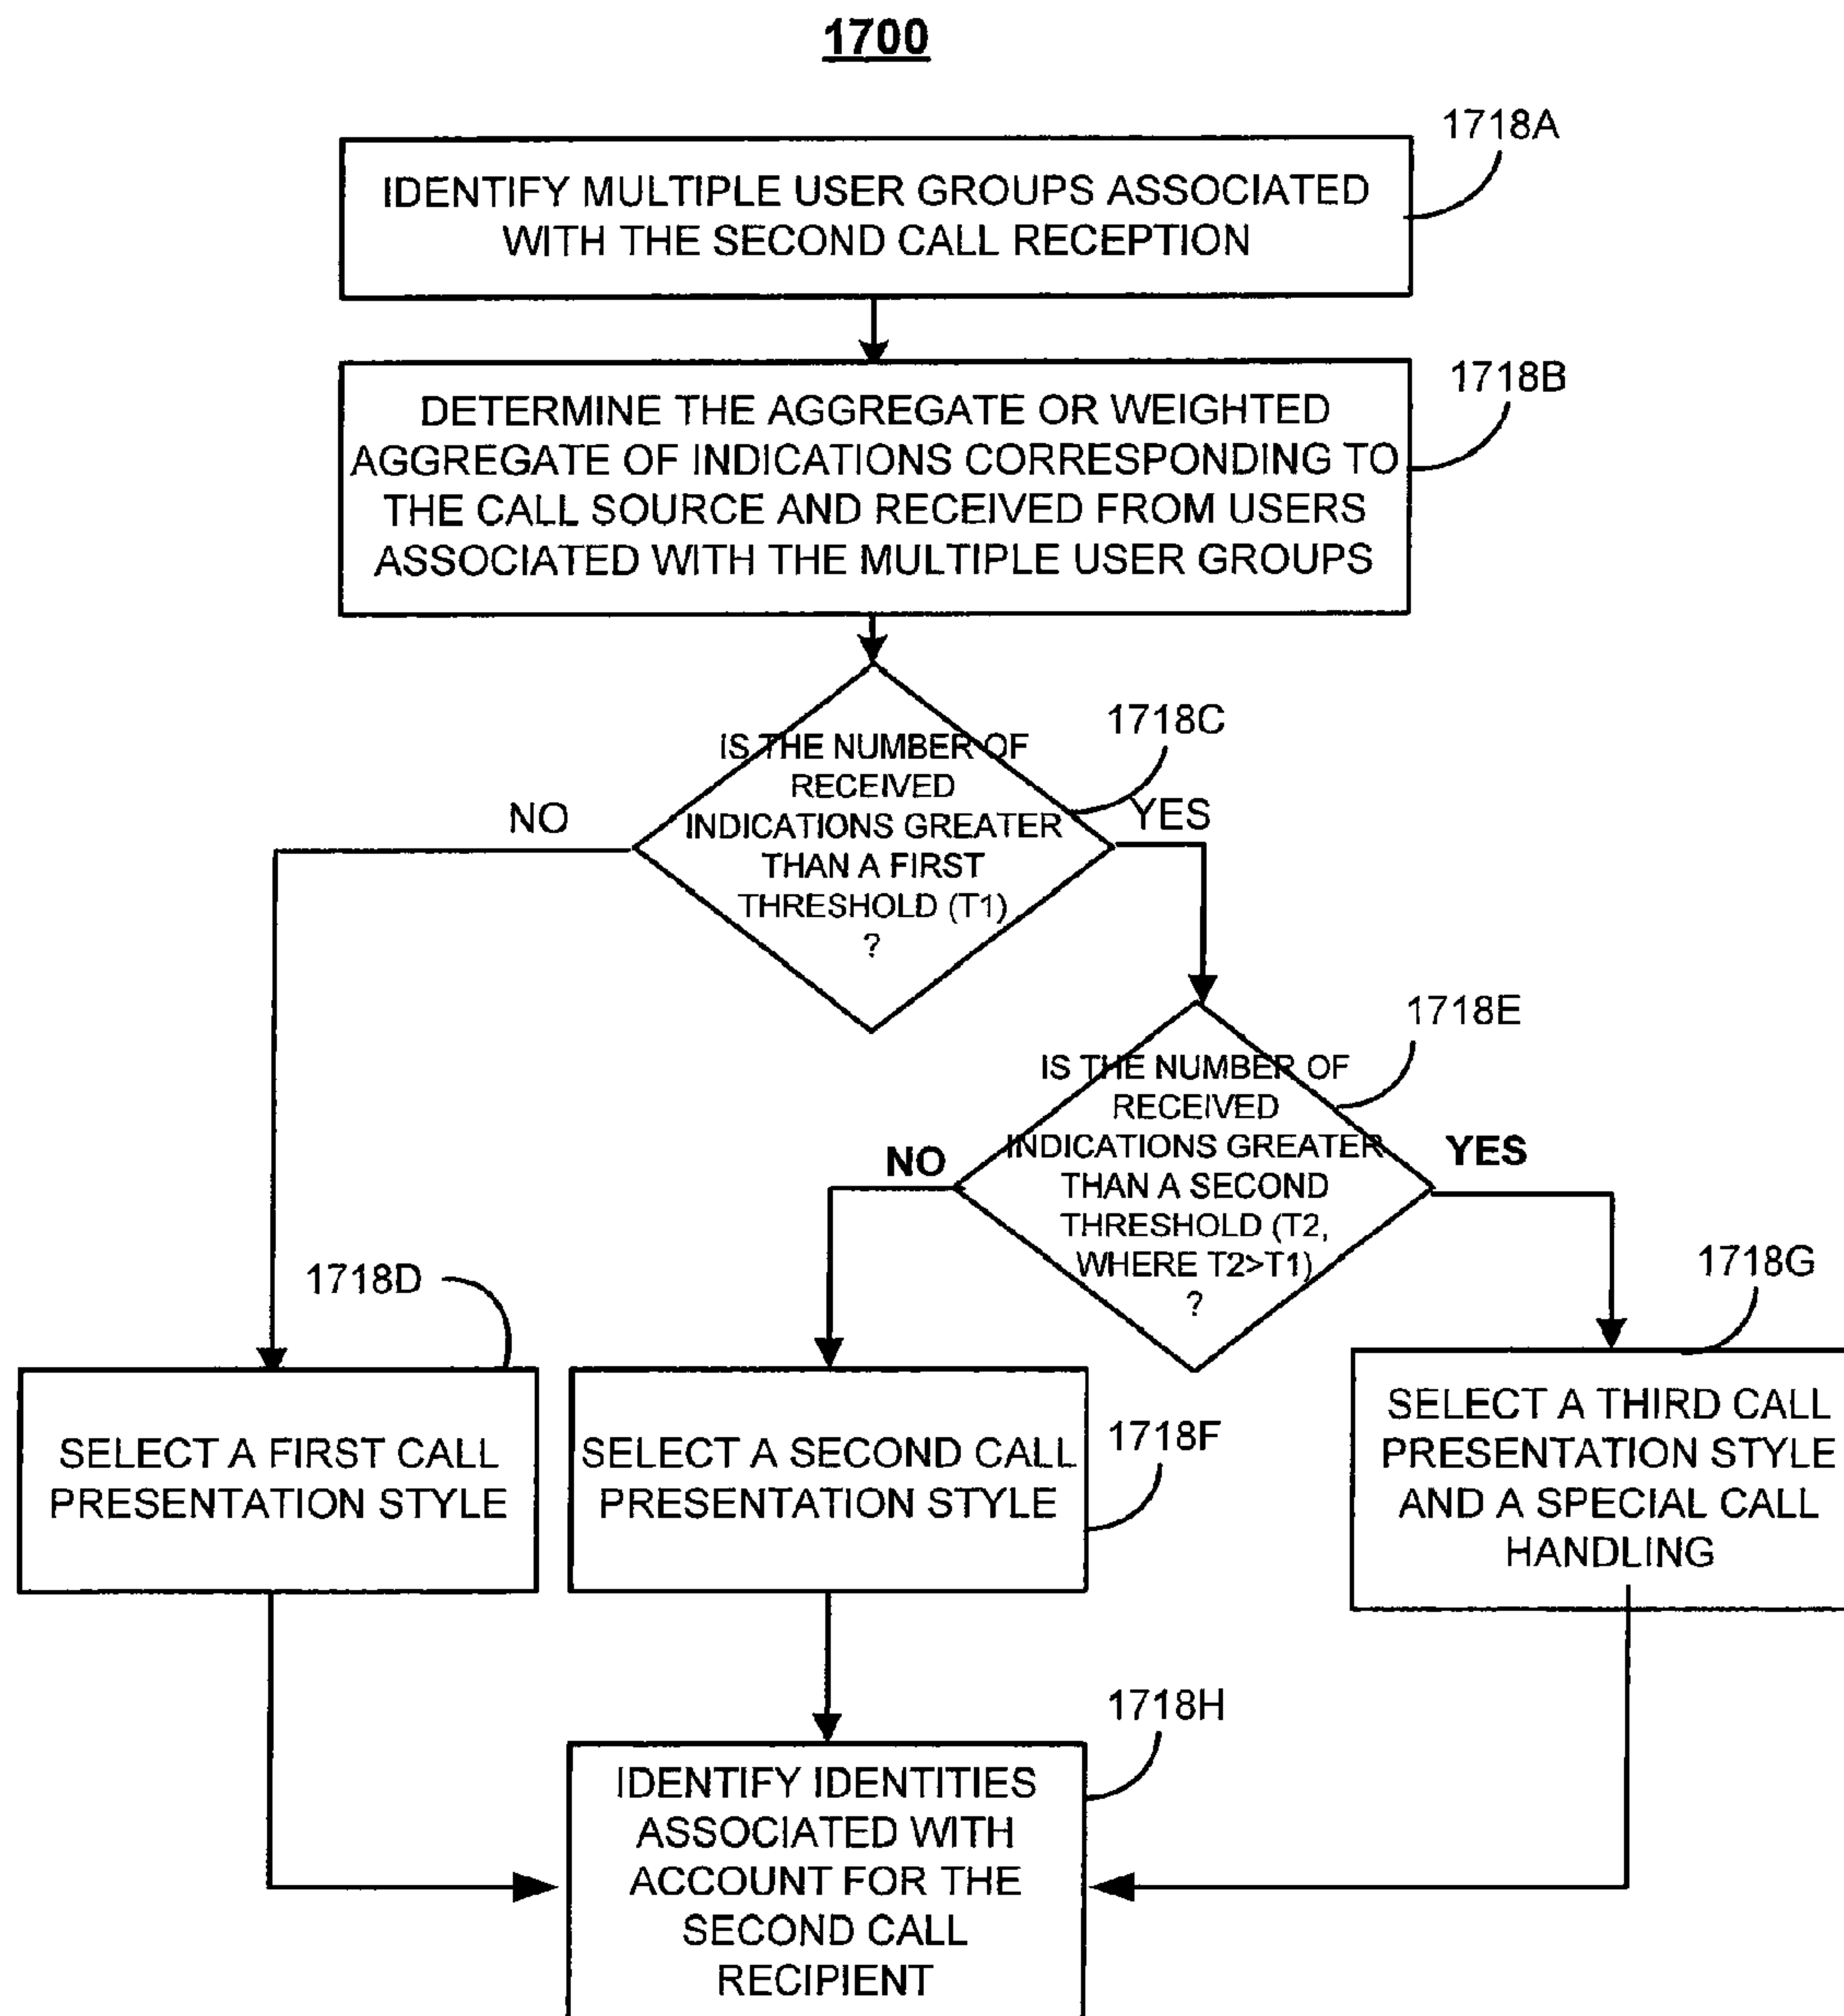 1700
1718A
IDENTIFY MULTIPLE USER GROUPS ASSOCIATED
WITH THE SECOND CALL RECEPTION
1718B
DETERMINE THE AGGREGATE OR WEIGHTED
AGGREGATE OF INDICATIONS CORRESPONDING TO
THE CALL SOURCE AND RECEIVED FROM USERS
ASSOCIATED WITH THE MULTIPLE USER GROUPS
1718C
IS THE NUMBER OF
RECEIVED
INDICATIONS GREATER
THAN A FIRST
THRESHOLD (T1)
?
NO
YES
1718E
IS THE NUMBER OF
RECEIVED
INDICATIONS GREATER
THAN A SECOND
THRESHOLD (T2,
WHERE T2>T1)
?
NO
YES
1718D
SELECT A FIRST CALL
PRESENTATION STYLE
1718F
SELECT A SECOND CALL
PRESENTATION STYLE
1718G
SELECT A THIRD CALL
PRESENTATION STYLE
AND A SPECIAL CALL
HANDLING
1718H
IDENTIFY IDENTITIES
ASSOCIATED WITH
ACCOUNT FOR THE
SECOND CALL
RECIPIENT